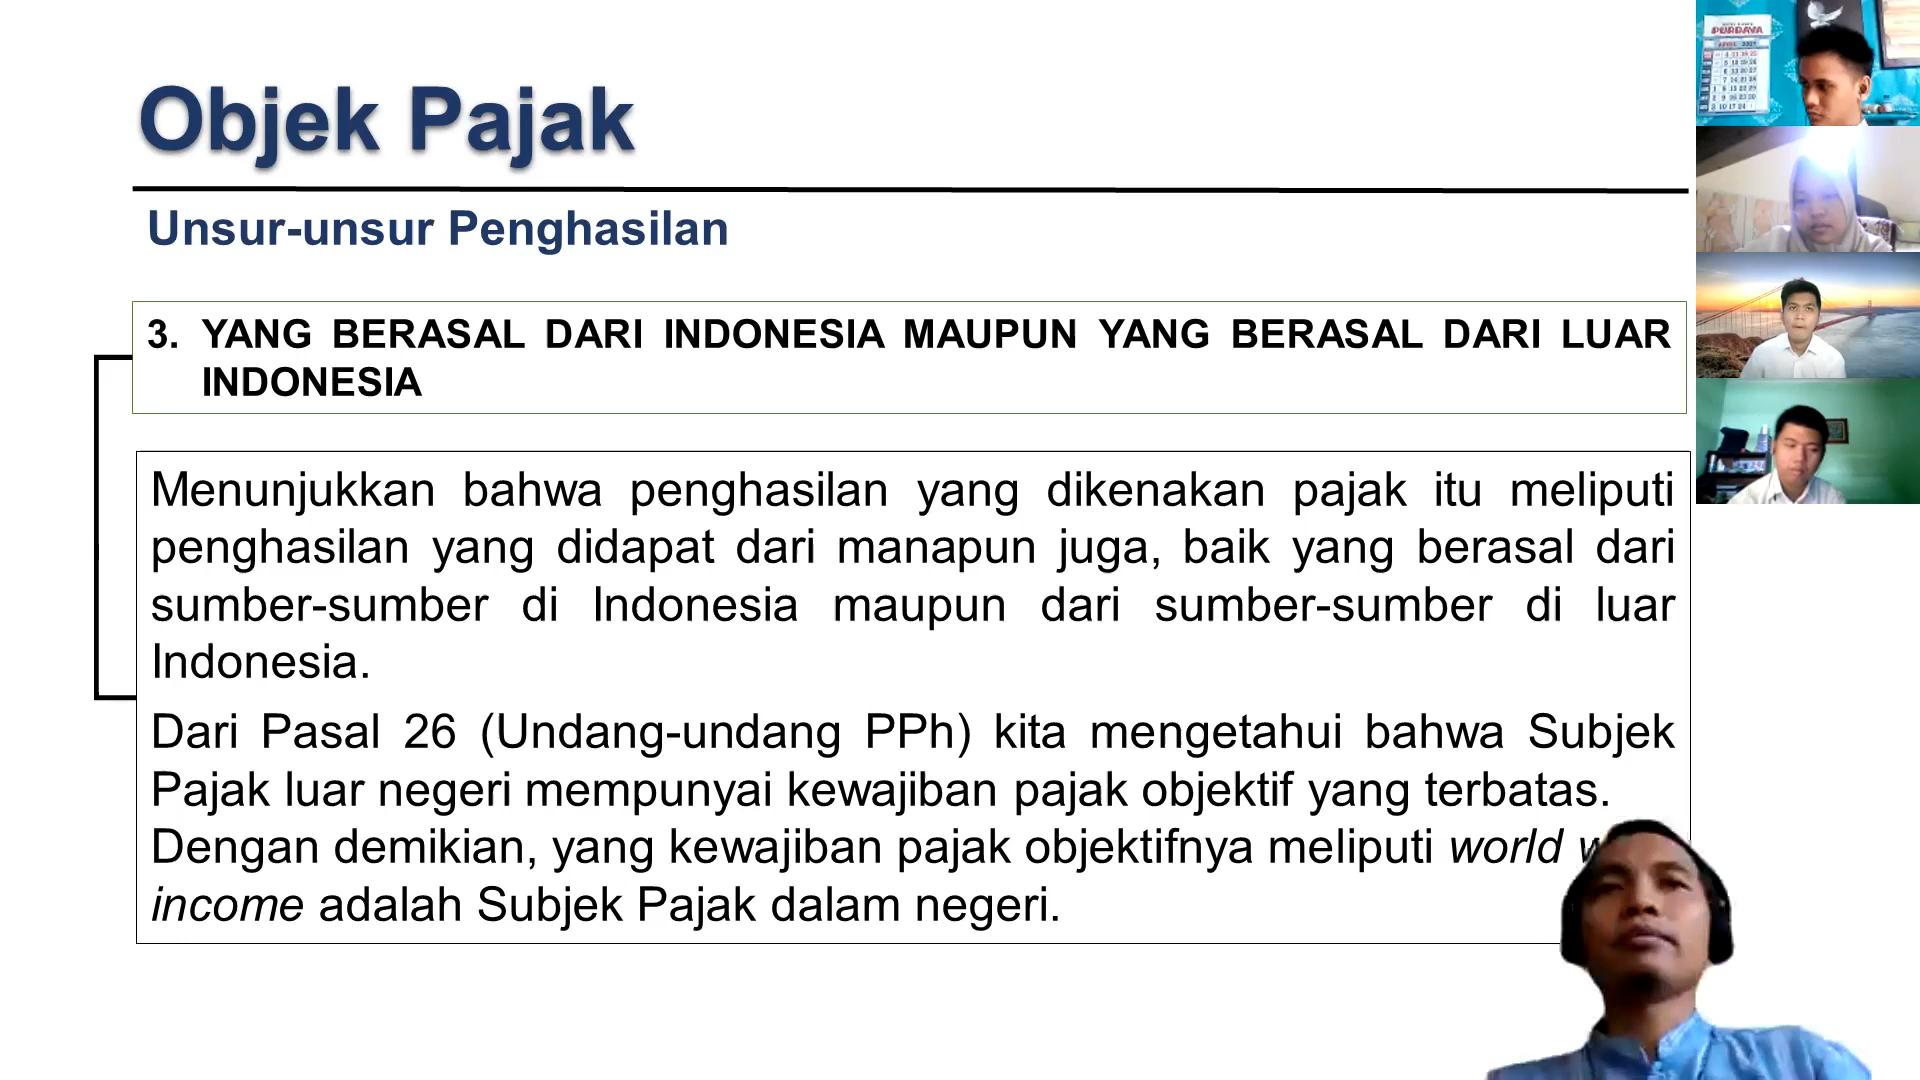 Objek Pajak
Unsur-unsur Penghasilan
3. YANG BERASAL DARI INDONESIA MAUPUN YANG BERASAL DARI LUAR
INDONESIA
Menunjukkan bahwa penghasilan yang dikenakan pajak itu meliputi
penghasilan yang didapat dari manapun juga, baik yang berasal dari
sumber-sumber di Indonesia maupun dari sumber-sumber di luar
Indonesia.
Dari Pasal 26 (Undang-undang PPh) kita mengetahui bahwa Subjek
Pajak luar negeri mempunyai kewajiban pajak objektif yang terbatas.
Dengan demikian, yang kewajiban pajak objektifnya meliputi world
income adalah Subjek Pajak dalam negeri.
PURBAYA
APRIL 2021